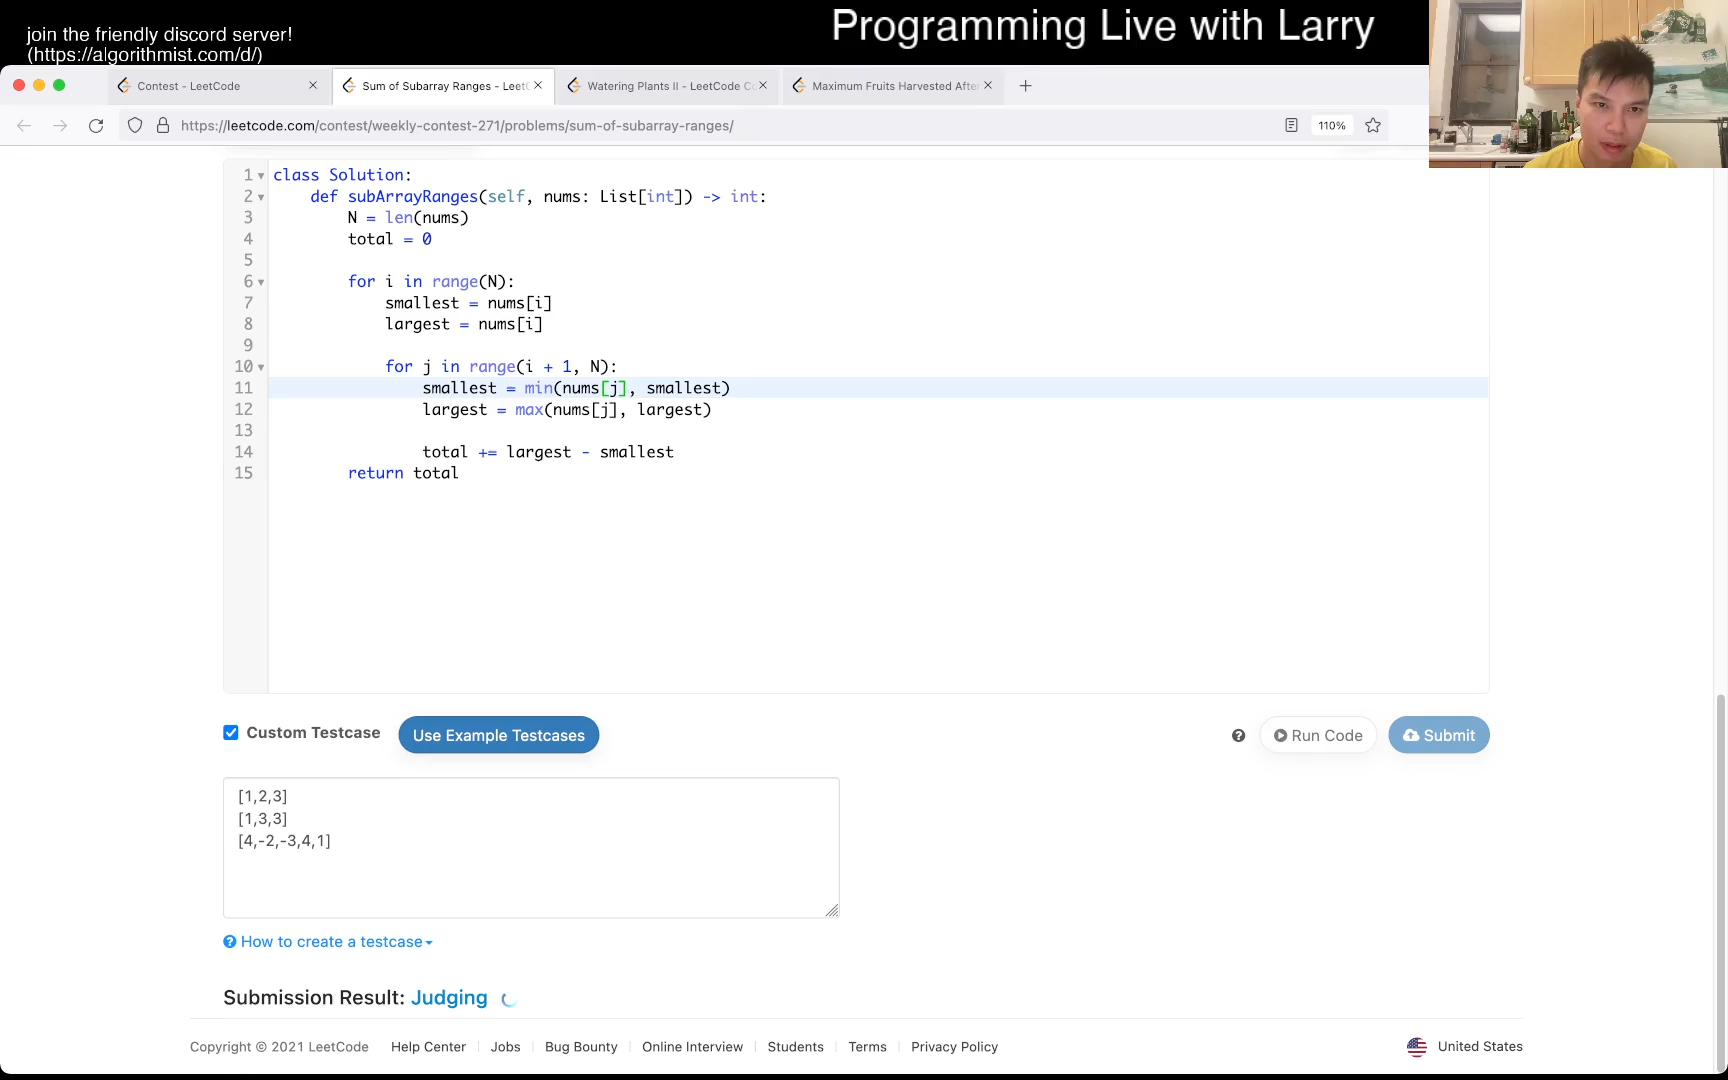 join the friendly discord server!
(https://algorithmist.com/d/)
Programming Live with Larry
Contest - LeetCode
Sum of Subarray Ranges - LeetC
Watering Plants II - LeetCode Co
Maximum Fruits Harvested After
https://leetcode.com/contest/weekly-contest-271/problems/sum-of-subarray-ranges/
110%
1 class Solution:
2 def subArrayRanges(self, nums: List[int]) -> int:
3 N = len(nums)
4 total = 0
5
6 for i in range(N):
7 smallest = nums[i]
8 largest = nums[i]
9
10 for j in range(i + 1, N):
11 smallest = min(nums[j], smallest)
12 largest = max(nums[j], largest)
13
14 total += largest - smallest
15 return total
Custom Testcase
Use Example Testcases
Run Code
Submit
[1,2,3]
[1,3,3]
[4,-2,-3,4,1]
How to create a testcase
Submission Result: Judging
Copyright © 2021 LeetCode
Help Center
Jobs
Bug Bounty
Online Interview
Students
Terms
Privacy Policy
United States